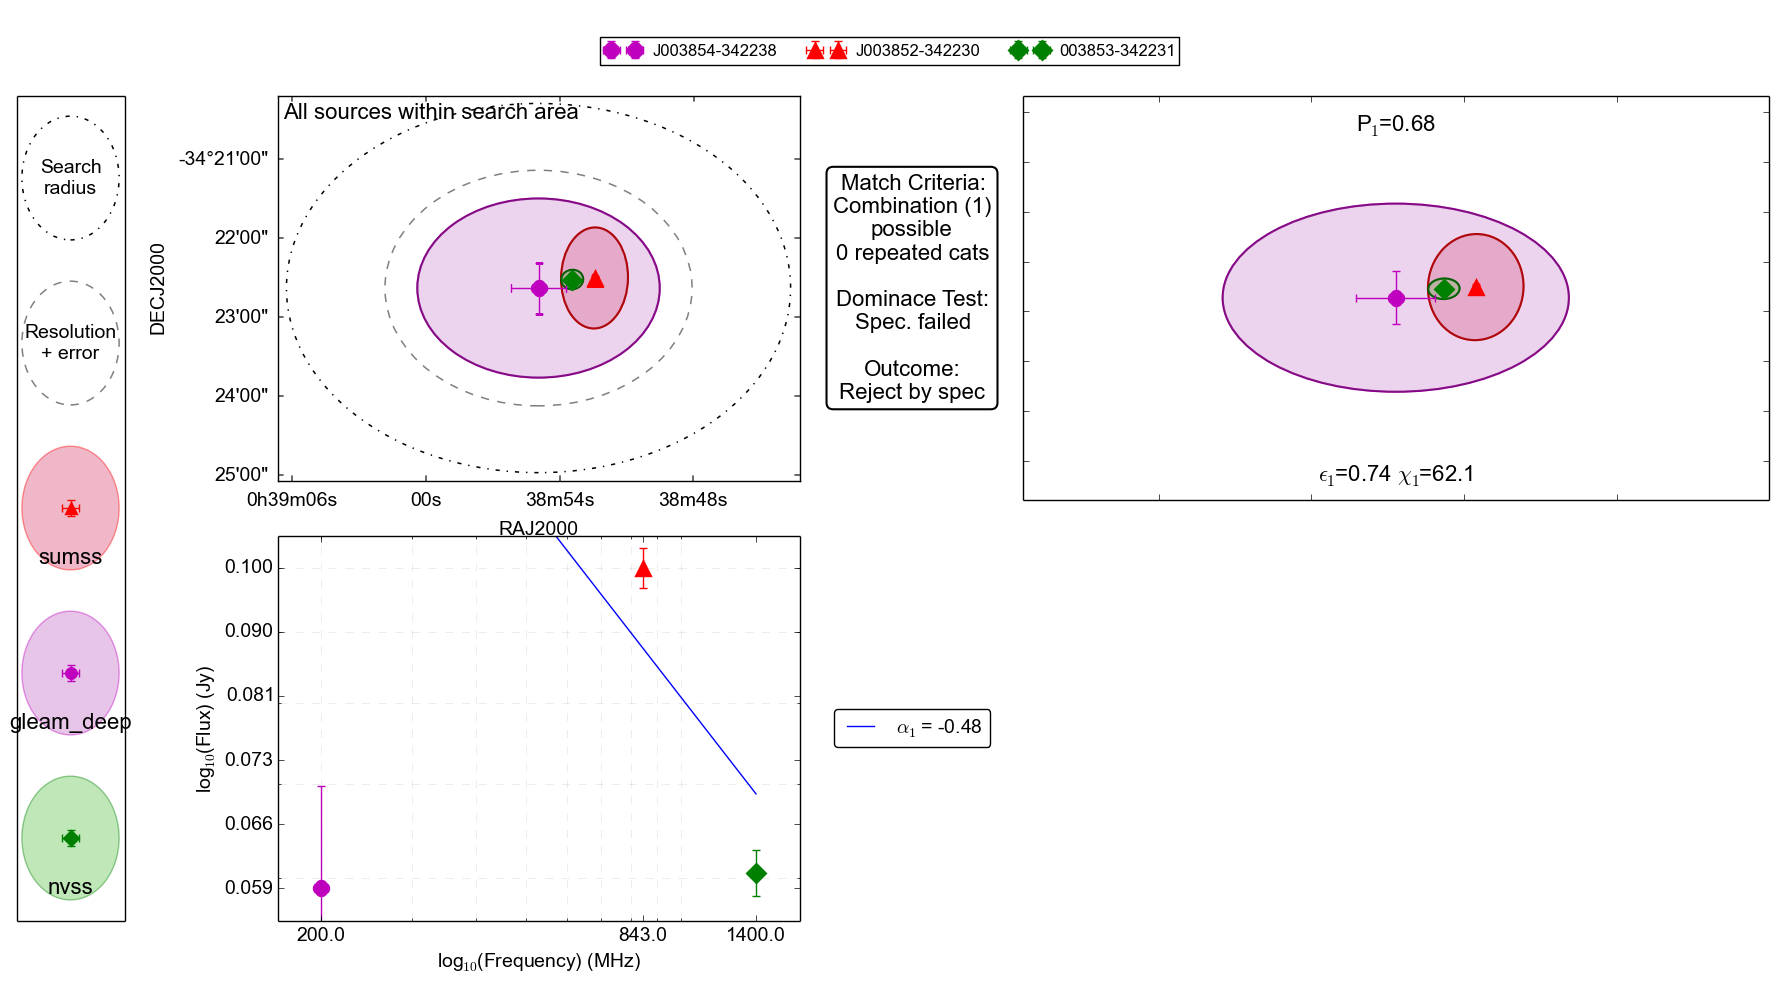 J003854-342238
J003852-342230
003853-342231
Search
radius
Resolution
+ error
sumss
gleam_deep
nvss
All sources within search area
DECJ2000
-34°21'00"
22'00"
23'00"
24'00"
25'00"
0h39m06s
00s
38m54s
38m48s
RAJ2000
Match Criteria:
Combination (1)
possible
0 repeated cats
Dominace Test:
Spec. failed
Outcome:
Reject by spec
P₁=0.68
ϵ₁=0.74 χ₁=62.1
log₁₀(Flux) (Jy)
0.100
0.090
0.081
0.073
0.066
0.059
200.0
843.0
1400.0
log₁₀(Frequency) (MHz)
α₁ = -0.48